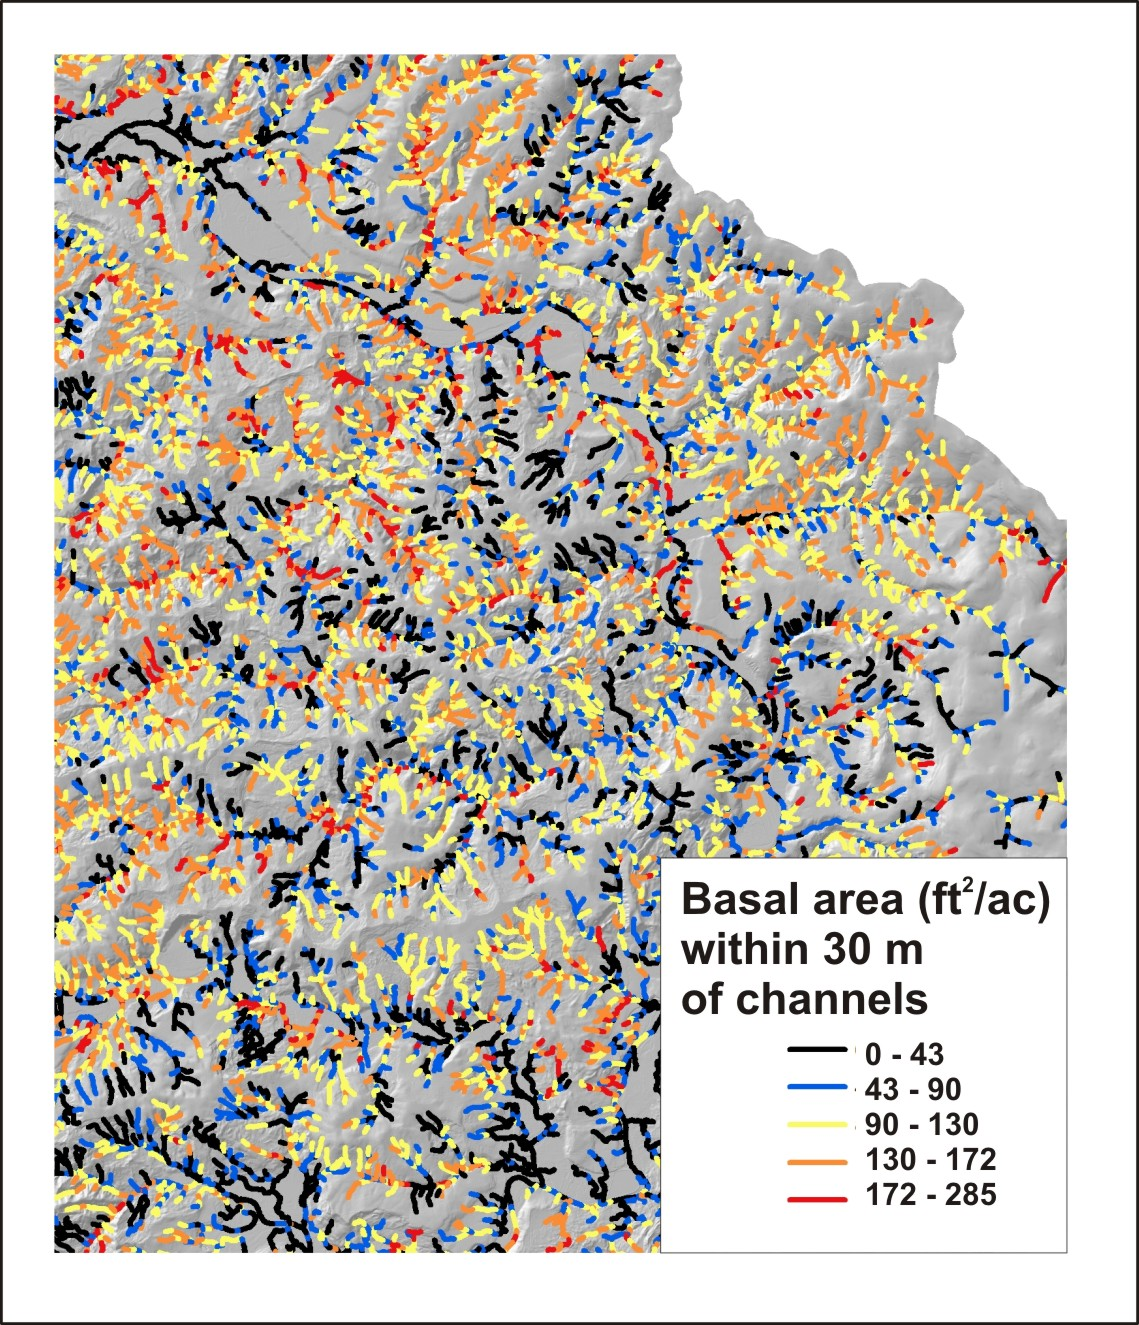 Basal area (ft²/ac)
within 30 m
of channels
0 - 43
43 - 90
90 - 130
130 - 172
172 - 285